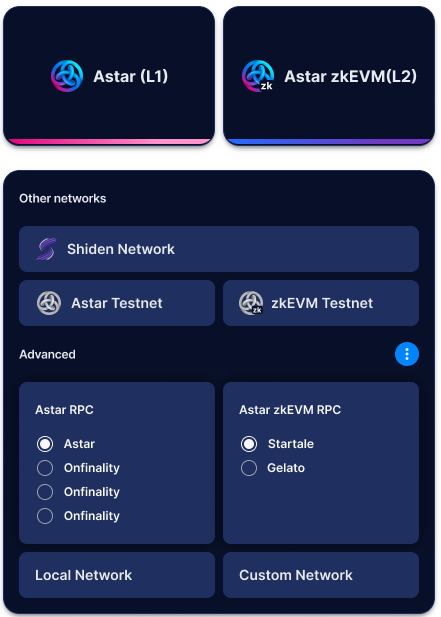 Astar (L1)
zk
Astar zkEVM(L2)
Other networks
Shiden Network
Astar Testnet
zk
zkEVM Testnet
Advanced
Astar RPC
Astar
Onfinality
Onfinality
Onfinality
Astar zkEVM RPC
Startale
Gelato
Local Network
Custom Network